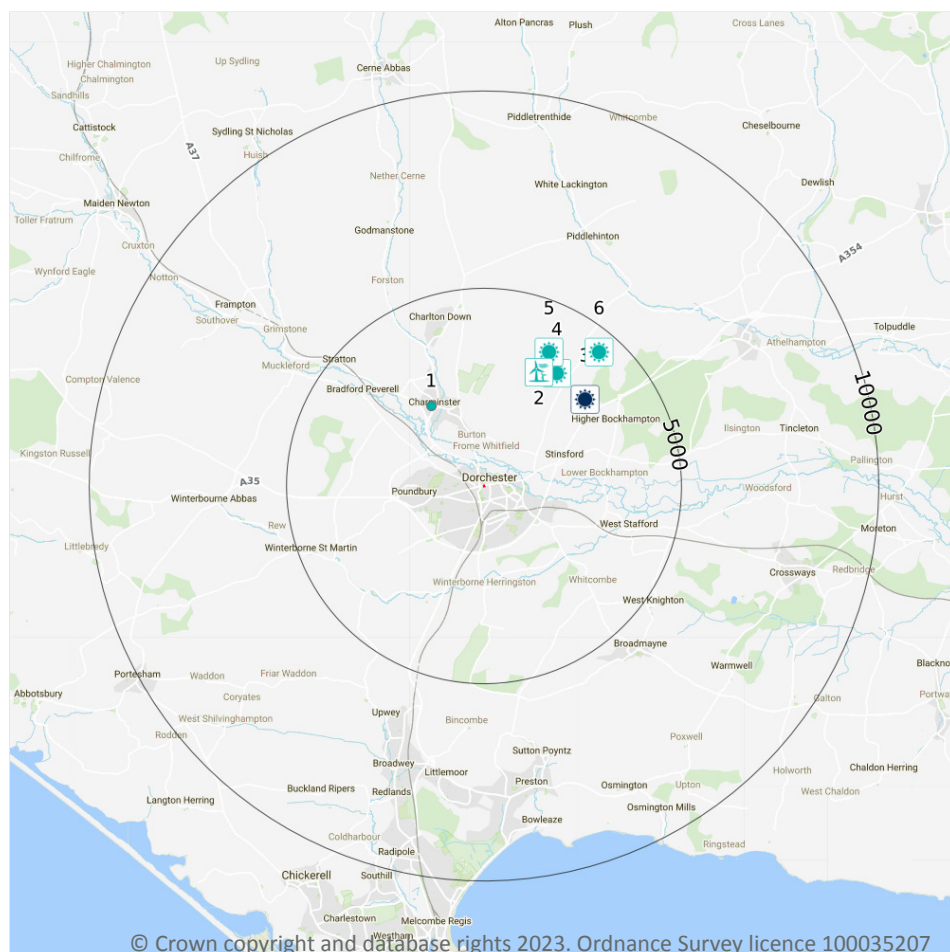 Alton Pancras
Plush
Cross Lanes
Higher Chalmington
Chalmington
Up Sydling
Cerne Abbas
Sandhills
Cattistock
Sydling St Nicholas
Piddletrenthide
Whitcombe
Cheselbourne
Chilfrome
A37
Huish
Nether Cerne
White Lackington
Dewlish
Maiden Newton
Toller Fratrum
Godmanstone
Piddlehinton
Cruxton
A354
Wynford Eagle
Notton
Forston
Frampton
Southover
Charlton Down
5
6
Grimstone
4
Tolpuddle
Athelhampton
Muckleford
Stratton
3
Compton Valence
Bradford Peverell
1
10000
Charminster
2
Higher Bockhampton
Burton
Frome Whitfield
5000
Ilsington
Tincleton
Kingston Russell
Stinsford
Pallington
A35
Lower Bockhampton
Dorchester
Woodsford
Winterbourne Abbas
Poundbury
Hurst
Rew
West Stafford
Moreton
Littlebredy
Winterborne St Martin
Redbridge
Crossways
Winterborne Herringston
Whitcombe
West Knighton
Broadmayne
Warmwell
Portesham
Waddon
Friar Waddon
Blackno
Abbotsbury
Coryates
Galton
Portwa
West Shilvinghampton
Upwey
Bincombe
Rodden
Poxwell
Sutton Poyntz
Broadwey
Littlemoor
Holworth
Chaldon Herring
Buckland Ripers
Redlands
Preston
Osmington
Upton
West Chaldon
Langton Herring
Osmington Mills
Bowleaze
Coldharbour
Ringstead
Radipole
Chickerell
Southill
Charlestown
Melcombe Regis
Westham
© Crown copyright and database rights 2023. Ordnance Survey licence 100035207